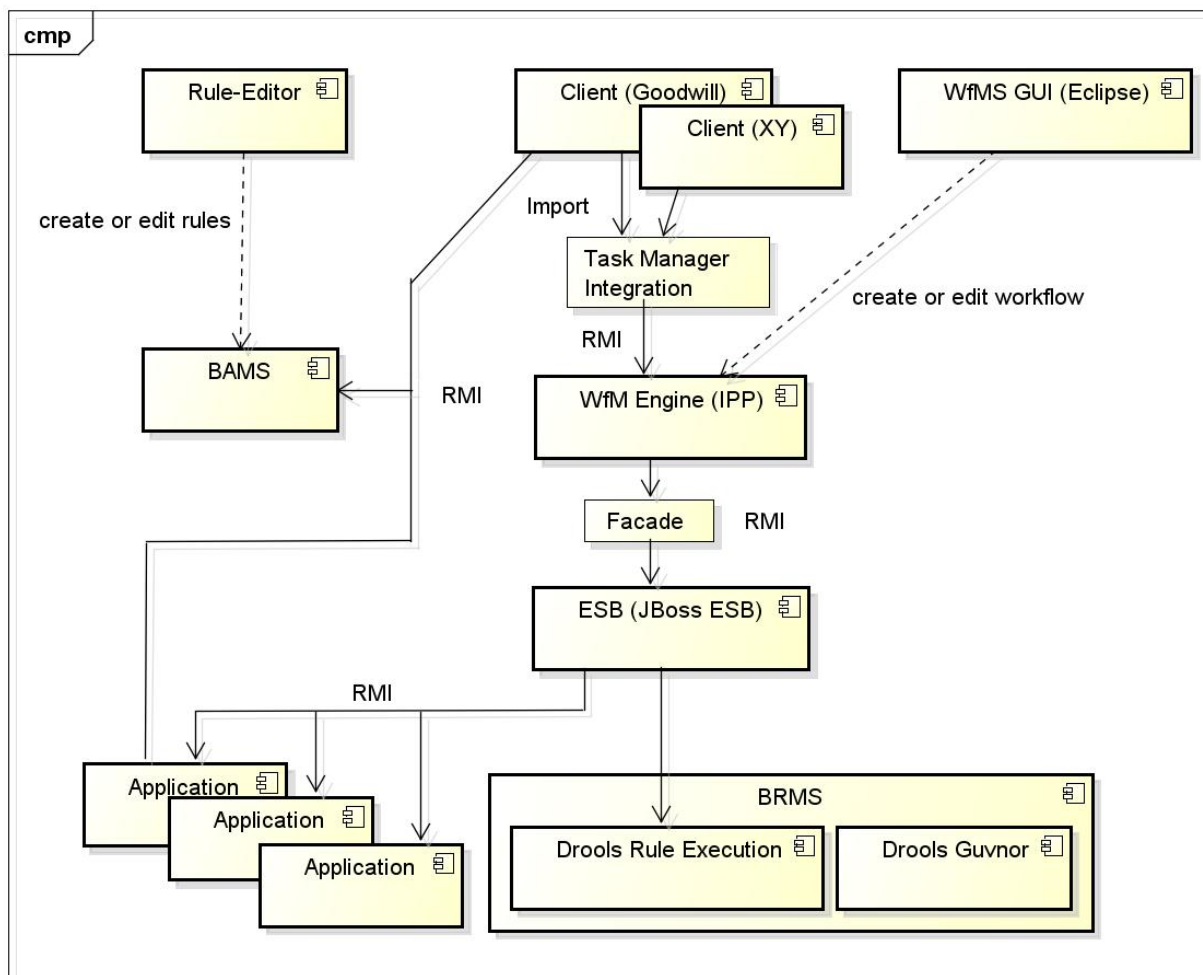 cmp
Rule-Editor
Client (Goodwill)
Client (XY)
WfMS GUI (Eclipse)
create or edit rules
Import
Task Manager
Integration
create or edit workflow
RMI
BAMS
RMI
WfM Engine (IPP)
Facade
RMI
ESB (JBoss ESB)
RMI
Application
Application
Application
BRMS
Drools Rule Execution
Drools Guvnor